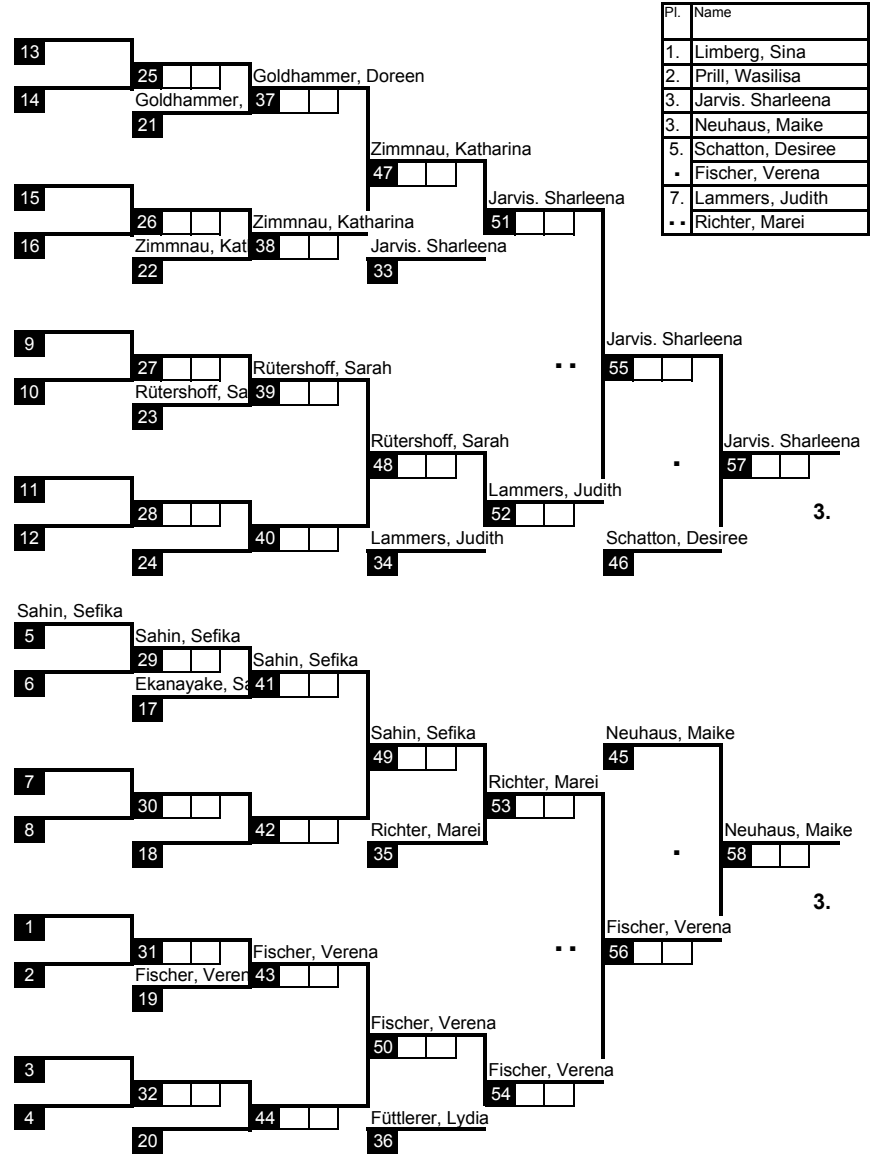 Pl. Name
1. Limberg, Sina
2. Prill, Wasilisa
3. Jarvis. Sharleena
3. Neuhaus, Maike
5. Schatton, Desiree
. Fischer, Verena
7. Lammers, Judith
. . Richter, Marei
13
25 Goldhammer, Doreen
14 Goldhammer, 37
21
Zimmnau, Katharina
47
15 Jarvis. Sharleena
26 Zimmnau, Katharina 51
16 Zimmnau, Kat 38 Jarvis. Sharleena
22 33
9 Jarvis. Sharleena
27 Rütershoff, Sarah . . 55
10 Rütershoff, Sa 39
23
Rütershoff, Sarah Jarvis. Sharleena
48 . 57
11 Lammers, Judith
28 52 3.
12 40 Lammers, Judith Schatton, Desiree
24 34 46
Sahin, Sefika
5 Sahin, Sefika
29 Sahin, Sefika
6 Ekanayake, Sa 41
17
Sahin, Sefika Neuhaus, Maike
49 45
7 Richter, Marei
30 53
8 42 Richter, Marei Neuhaus, Maike
18 35 . 58
3.
1 Fischer, Verena
31 Fischer, Verena . . 56
2 Fischer, Veren 43
19
Fischer, Verena
50
3 Fischer, Verena
32 54
4 44 Füttlerer, Lydia
20 36